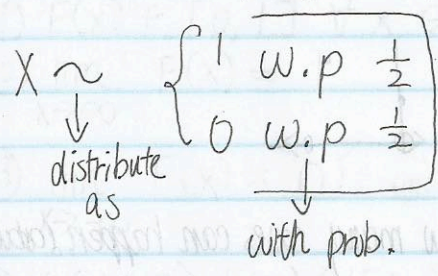 X ~ { 1 w.p 1/2
0 w.p 1/2
distribute
as
with prob.